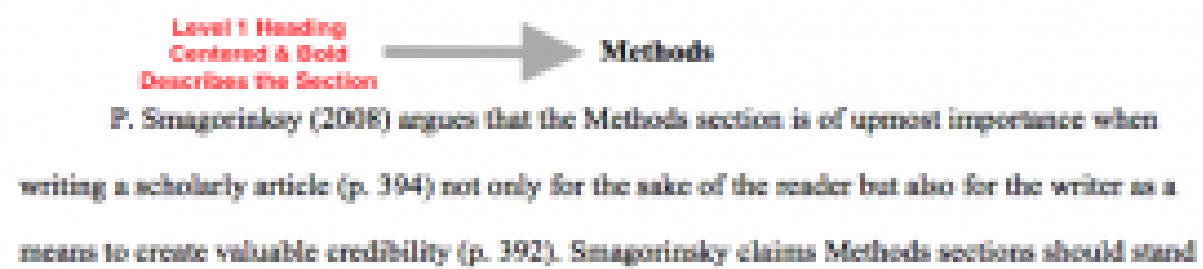 Level 1 Heading
Centered & Bold
Describes the Section
Methods
P. Smagorinksy (2008) argues that the Methods section is of upmost importance when
writing a scholarly article (p. 394) not only for the sake of the reader but also for the writer as a
means to create valuable credibility (p. 392). Smagorinsky claims Methods sections should stand